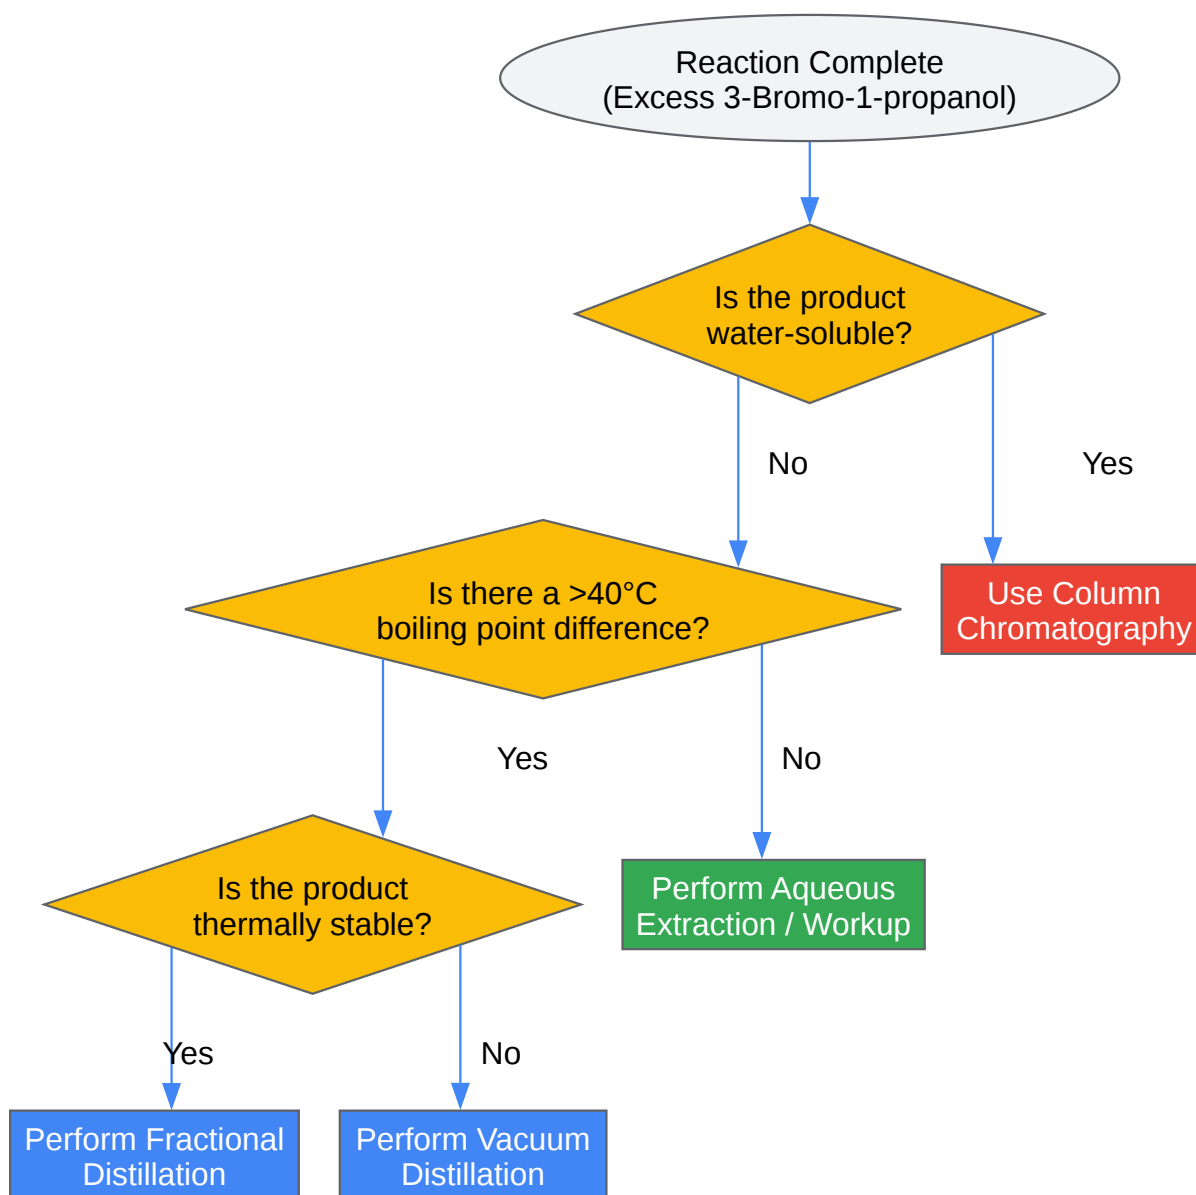 Reaction Complete
(Excess 3-Bromo-1-propanol)
Is the product
water-soluble?
No
Yes
Is there a >40°C
boiling point difference?
Use Column
Chromatography
Yes
No
Is the product
thermally stable?
Perform Aqueous
Extraction / Workup
Yes
No
Perform Fractional
Distillation
Perform Vacuum
Distillation